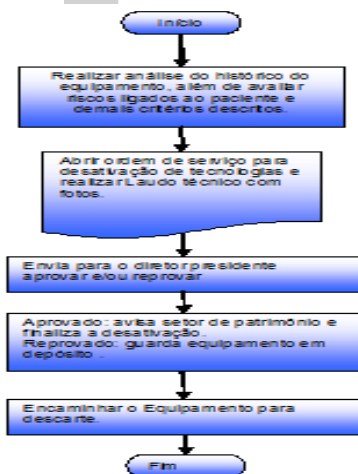 Início
Realizar análise do histórico do
equipamento, além de avaliar
riscos ligados ao paciente e
demais critérios descritos.
Abrir ordem de serviço para
desativação de tecnologias e
realizar Laudo técnico com
fotos.
Envia para o diretor presidente
aprovar e/ou reprovar
Aprovado: avisa setor de patrimônio e
finaliza a desativação.
Reprovado: guarda equipamento em
depósito .
Encaminhar o Equipamento para
descarte.
Fim